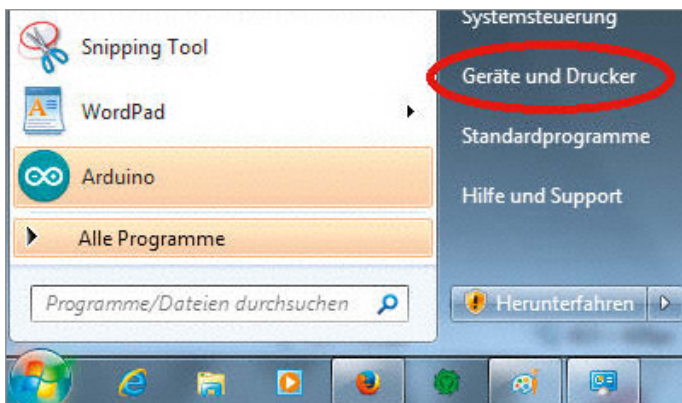 Snipping Tool
WordPad
Arduino
Alle Programme
Programme/Dateien durchsuchen
Systemsteuerung
Geräte und Drucker
Standardprogramme
Hilfe und Support
Herunterfahren